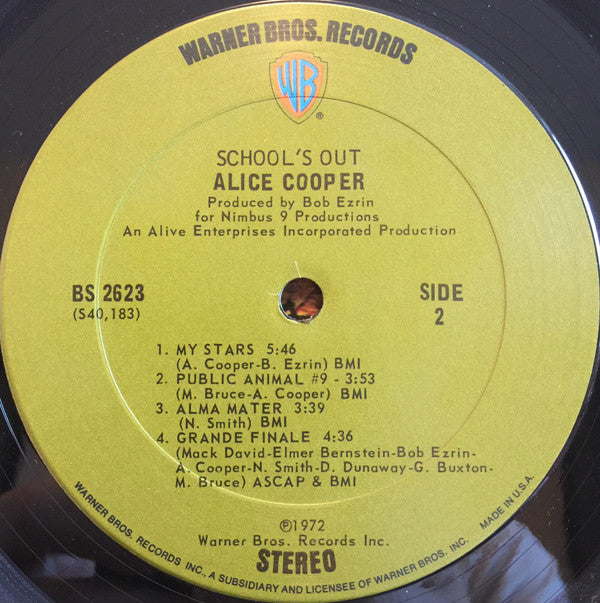 WARNER BROS. RECORDS
WB
®
SCHOOL'S OUT
ALICE COOPER
Produced by Bob Ezrin
for Nimbus 9 Productions
An Alive Enterprises Incorporated Production
BS 2623
(S40,183)
SIDE
2
1. MY STARS 5:46
(A. Cooper-B. Ezrin) BMI
2. PUBLIC ANIMAL #9 - 3:53
(M. Bruce-A. Cooper) BMI
3. ALMA MATER 3:39
(N. Smith) BMI
4. GRANDE FINALE 4:36
(Mack David-Elmer Bernstein-Bob Ezrin-
A. Cooper-N. Smith-D. Dunaway-G. Buxton-
M. Bruce) ASCAP & BMI
℗1972
Warner Bros. Records Inc.
STEREO
WARNER BROS. RECORDS INC., A SUBSIDIARY AND LICENSEE OF WARNER BROS. INC. MADE IN U.S.A.